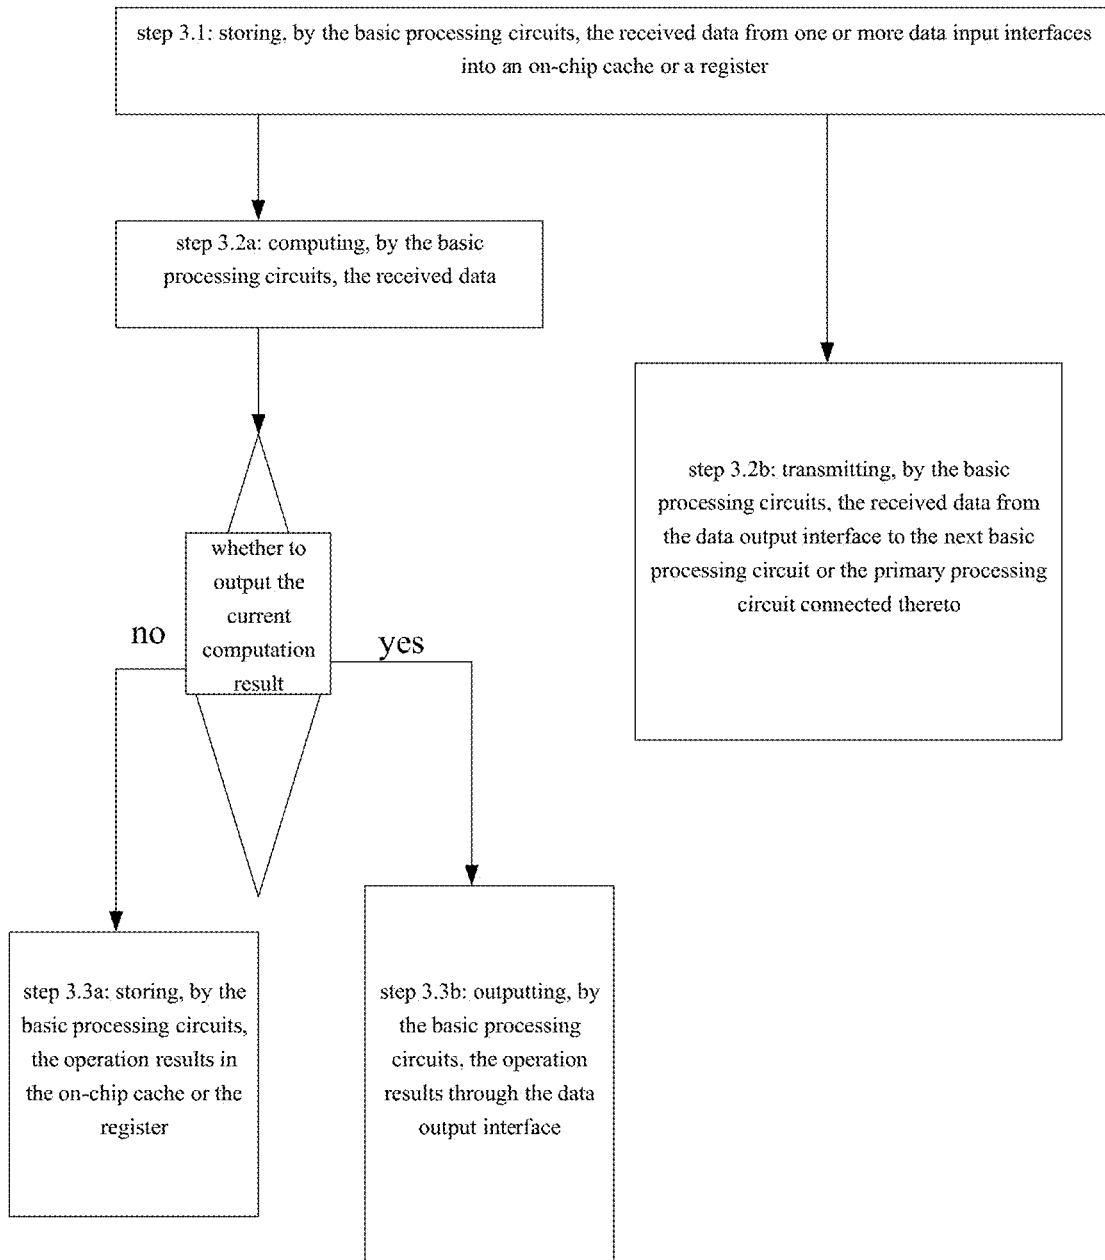 step 3.1: storing, by the basic processing circuits, the received data from one or more data input interfaces
into an on-chip cache or a register
step 3.2a: computing, by the basic
processing circuits, the received data
step 3.2b: transmitting, by the basic
processing circuits, the received data from
the data output interface to the next basic
processing circuit or the primary processing
circuit connected thereto
whether to
output the
current
computation
result
no
yes
step 3.3a: storing, by the
basic processing circuits,
the operation results in
the on-chip cache or the
register
step 3.3b: outputting, by
the basic processing
circuits, the operation
results through the data
output interface